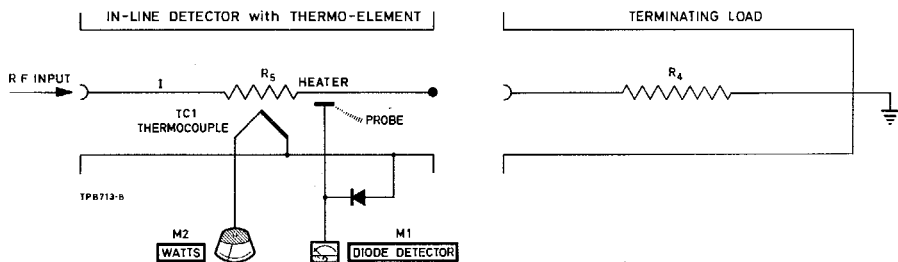 IN-LINE DETECTOR with THERMO-ELEMENT
TERMINATING LOAD
RF INPUT
I
R5
HEATER
R4
TC1
THERMOCOUPLE
PROBE
TPB713-B
M2
WATTS
M1
DIODE DETECTOR